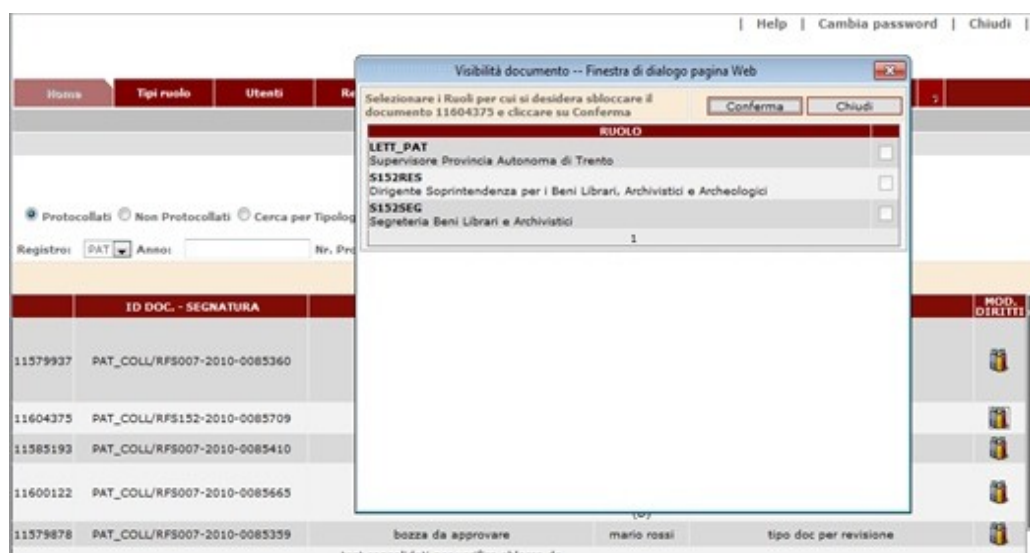 | Help | Cambia password | Chiudi |
Visibilità documento -- Finestra di dialogo pagina Web
Home Tipi ruolo Utenti
Selezionare i Ruoli per cui si desidera sbloccare il
documento 11604375 e cliccare su Conferma
Conferma Chiudi
RUOLO
LETT_PAT
Supervisore Provincia Autonoma di Trento
S152RES
Dirigente Soprintendenza per i Beni Librari, Archivistici e Archeologici
S152SEG
Segreteria Beni Librari e Archivistici
1
Protocollati Non Protocollati Cerca per Tipolog
Registro: PAT Anno: Nr. Pro
ID DOC. - SEGNATURA MOD. DIRITTI
11579937 PAT_COLL/RFS007-2010-0085360
11604375 PAT_COLL/RFS152-2010-0085709
11585193 PAT_COLL/RFS007-2010-0085410
11600122 PAT_COLL/RFS007-2010-0085665
11579878 PAT_COLL/RFS007-2010-0085359 bozza da approvare mario rossi tipo doc per revisione